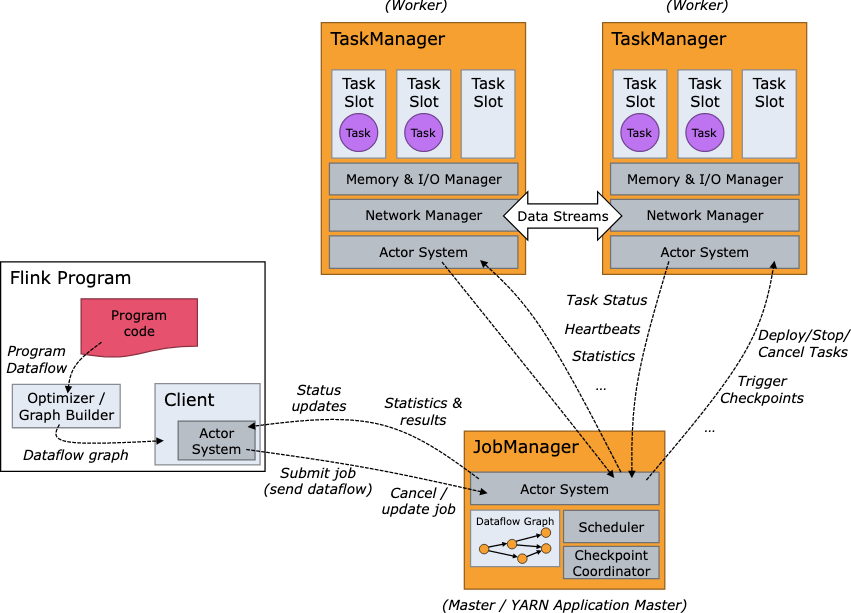 (Worker)
(Worker)
TaskManager
TaskManager
Task
Slot
Task
Task
Slot
Task
Task
Slot
Task
Slot
Task
Task
Slot
Task
Task
Slot
Memory & I/O Manager
Memory & I/O Manager
Network Manager
Data Streams
Network Manager
Actor System
Actor System
Flink Program
Program
code
Program
Dataflow
Optimizer /
Graph Builder
Dataflow graph
Client
Actor
System
Status
updates
Statistics &
results
Submit job
(send dataflow)
Cancel /
update job
Task Status
Heartbeats
Statistics
...
Deploy/Stop/
Cancel Tasks
Trigger
Checkpoints
...
JobManager
Actor System
Dataflow Graph
Scheduler
Checkpoint
Coordinator
(Master / YARN Application Master)